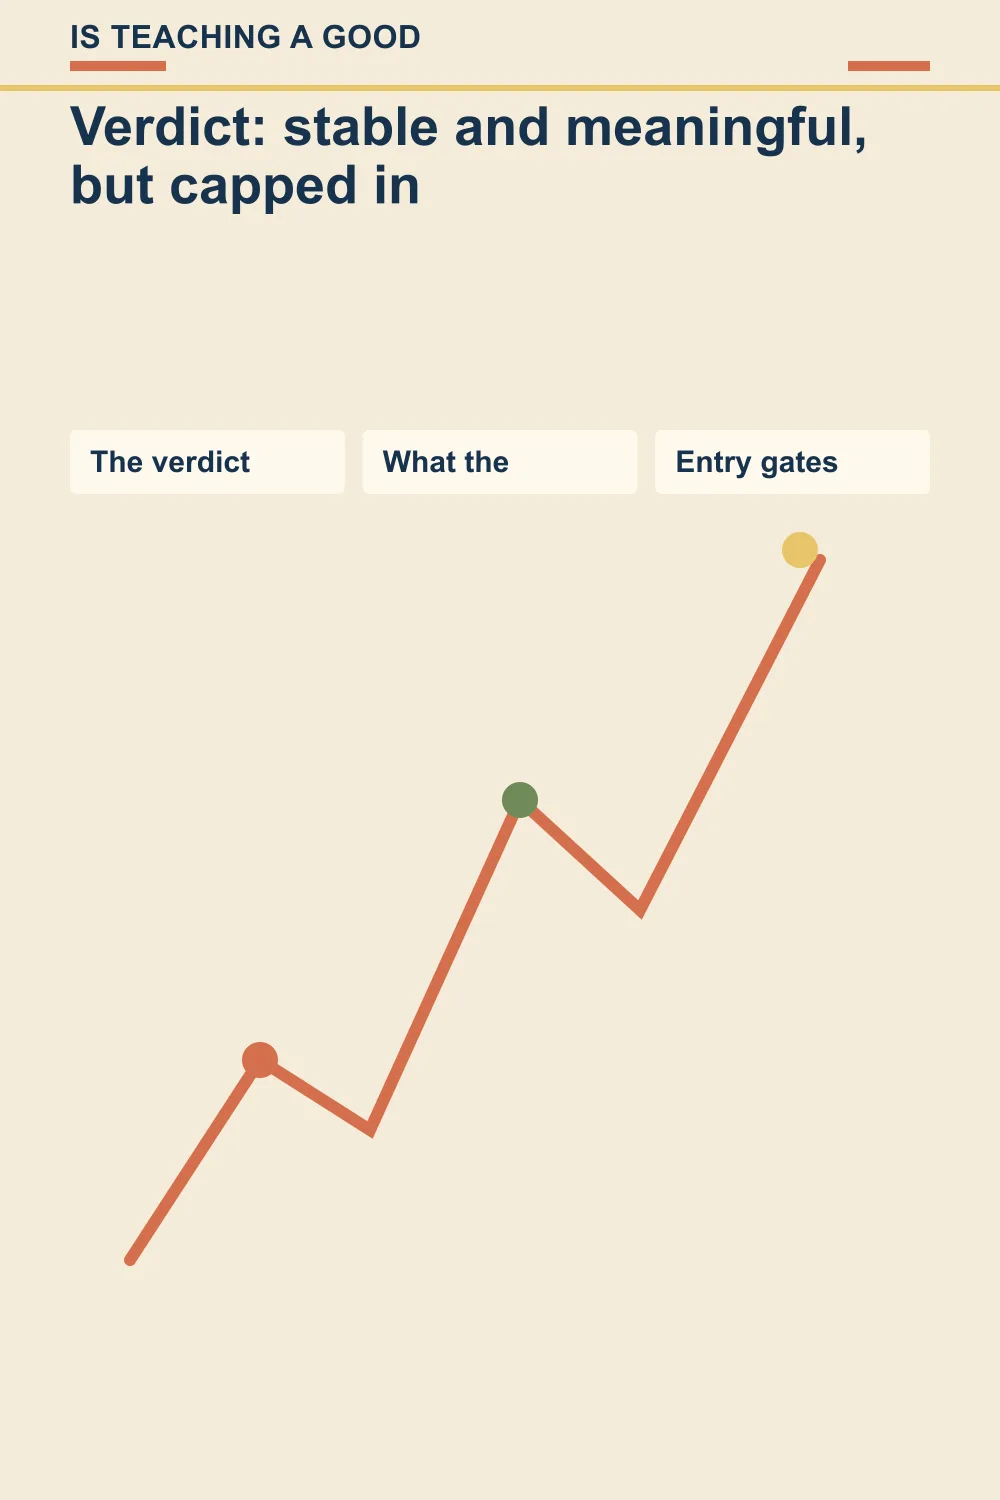 IS TEACHING A GOOD
Verdict: stable and meaningful,
but capped in
The verdict
What the
Entry gates